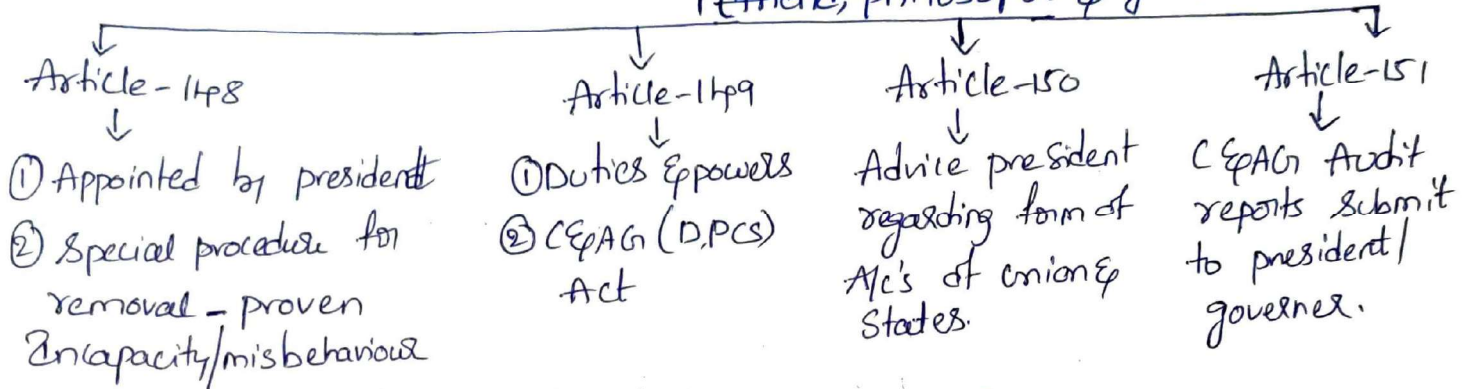 Article-148
① Appointed by president
② Special procedure for
removal - proven
Incapacity/misbehaviour
Article-149
① Duties & powers
② C&AG (D,PCS)
Act
Article-150
Advice president
regarding form of
A/c's of union &
States.
Article-151
C&AG Audit
reports submit
to president/
governer.